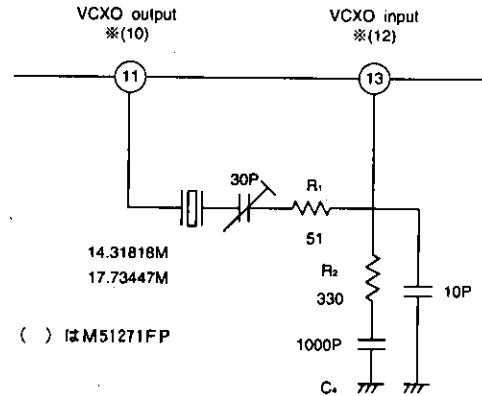 VCXO output
※(10)
VCXO input
※(12)
11
13
30P
R₁
51
14.31818M
17.73447M
R₂
330
10P
( ) はM51271FP
1000P
C₄